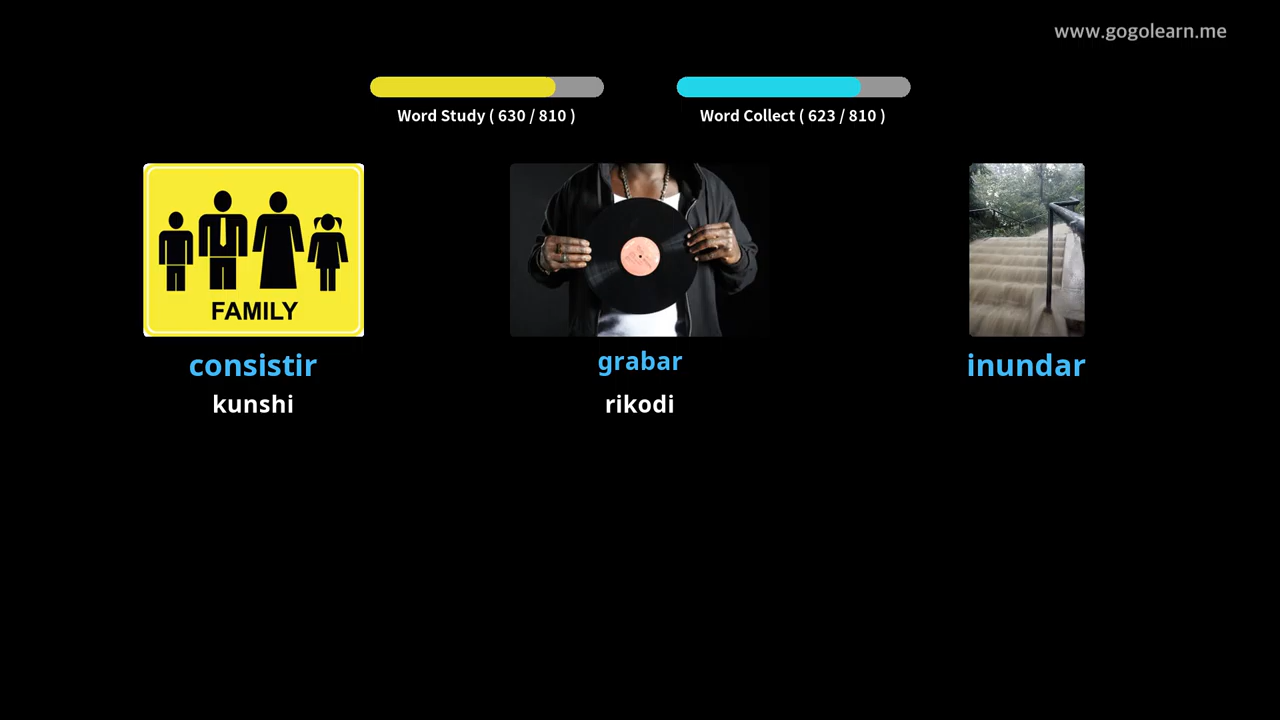 www.gogolearn.me
Word Study ( 630 / 810 )
Word Collect ( 623 / 810 )
FAMILY
consistir
grabar
inundar
kunshi
rikodi